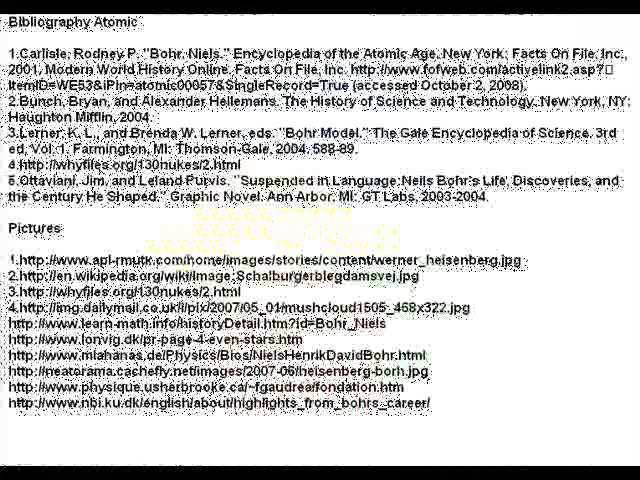 Bibliography Atomic
1.Carlisle, Rodney P. "Bohr, Niels." Encyclopedia of the Atomic Age. New York: Facts On File, Inc.,
2001. Modern World History Online. Facts On File, Inc. http://www.fofweb.com/activelink2.asp?
ItemID=WE53&iPin=atomic00057&SingleRecord=True (accessed October 2, 2008).
2.Bunch, Bryan, and Alexander Hellemans. The History of Science and Technology. New York, NY:
Houghton Mifflin, 2004.
3.Lerner, K. L., and Brenda W. Lerner, eds. "Bohr Model." The Gale Encyclopedia of Science. 3rd
ed. Vol. 1. Farmington, MI: Thomson-Gale, 2004. 588-89.
4.http://whyfiles.org/130nukes/2.html
5.Ottaviani, Jim, and Leland Purvis. "Suspended in Language:Neils Bohr's Life, Discoveries, and
the Century He Shaped." Graphic Novel. Ann Arbor, MI: GT Labs, 2003-2004.
Pictures
1.http://www.apl-rmutk.com/home/images/stories/content/werner_heisenberg.jpg
2.http://en.wikipedia.org/wiki/Image:Schalburgerblegdamsvej.jpg
3.http://whyfiles.org/130nukes/2.html
4.http://img.dailymail.co.uk/i/pix/2007/05_01/mushcloud1505_468x322.jpg
http://www.learn-math.info/historyDetail.htm?id=Bohr_Niels
http://www.lonvig.dk/pr-page-4-even-stars.htm
http://www.mlahanas.de/Physics/Bios/NielsHenrikDavidBohr.html
http://neatorama.cachefly.net/images/2007-06/heisenberg-borh.jpg
http://www.physique.usherbrooke.ca/~fgaudrea/fondation.htm
http://www.nbi.ku.dk/english/about/highlights_from_bohrs_career/